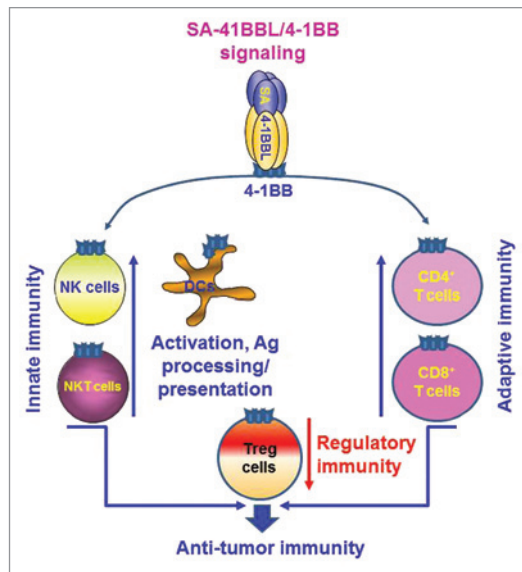 SA-41BBL/4-1BB
signaling
SA
4-1BBL
4-1BB
Innate immunity
NK cells
NKT cells
DCs
Activation, Ag
processing/
presentation
CD4⁺
T cells
CD8⁺
T cells
Adaptive immunity
Treg
cells
Regulatory
immunity
Anti-tumor immunity